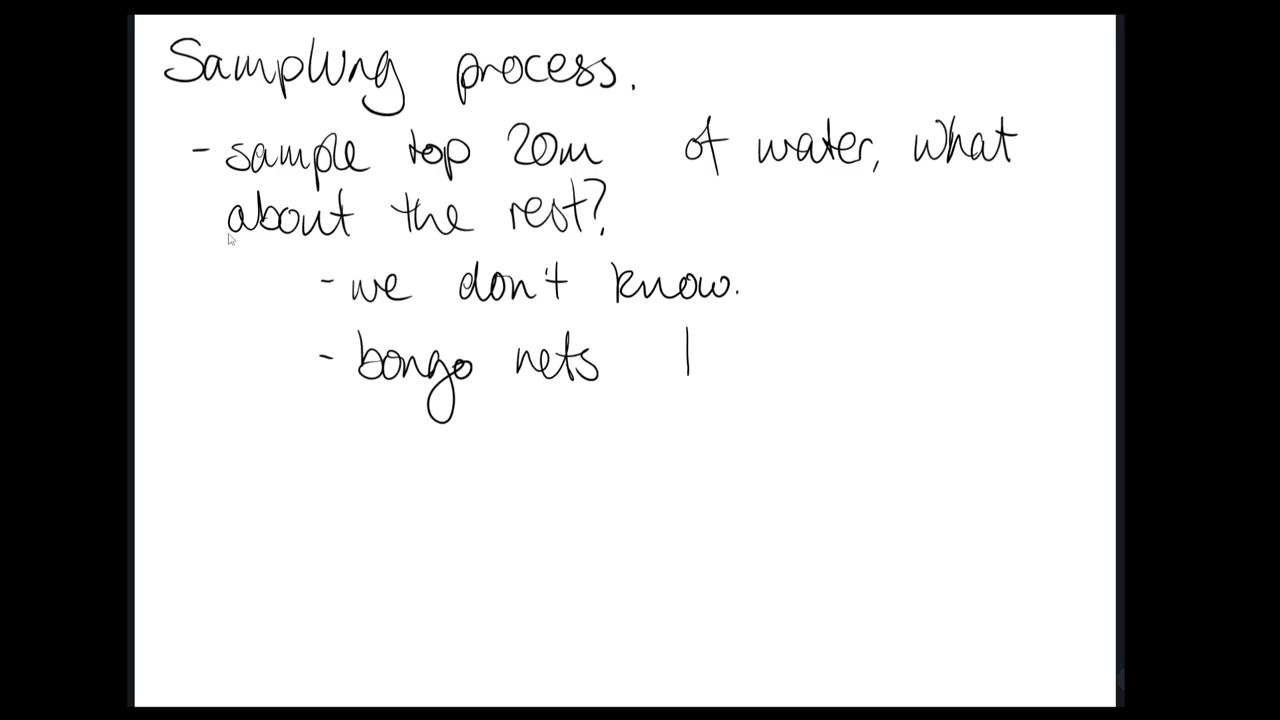 Sampling process.
- sample top 20m of water, what
about the rest?
- we don't know.
- bongo nets |